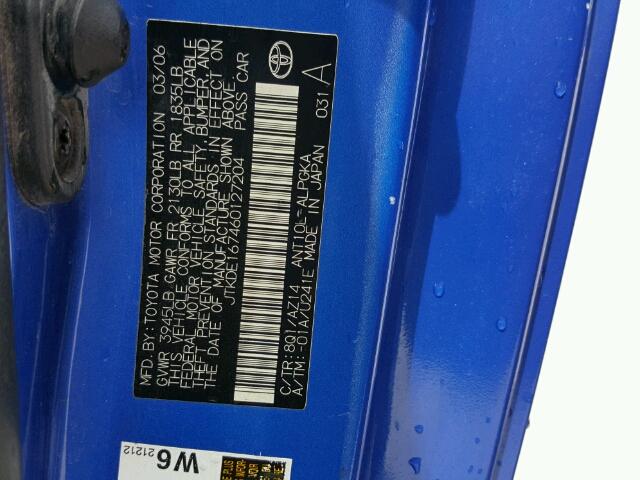 MFD. BY: TOYOTA MOTOR CORPORATION 03/06
GVWR 3945LB GAWR FR 2130LB RR 1835LB
THIS VEHICLE CONFORMS TO ALL APPLICABLE
FEDERAL MOTOR VEHICLE SAFETY, BUMPER, AND
THEFT PREVENTION STANDARDS IN EFFECT ON
THE DATE OF MANUFACTURE SHOWN ABOVE.
JTKDE167460127204 PASS CAR
C/TR: 8Q1/AZ14 ANT10L-ALPGKA
A/TM: -01A/U241E MADE IN JAPAN 031 A
W6
21212